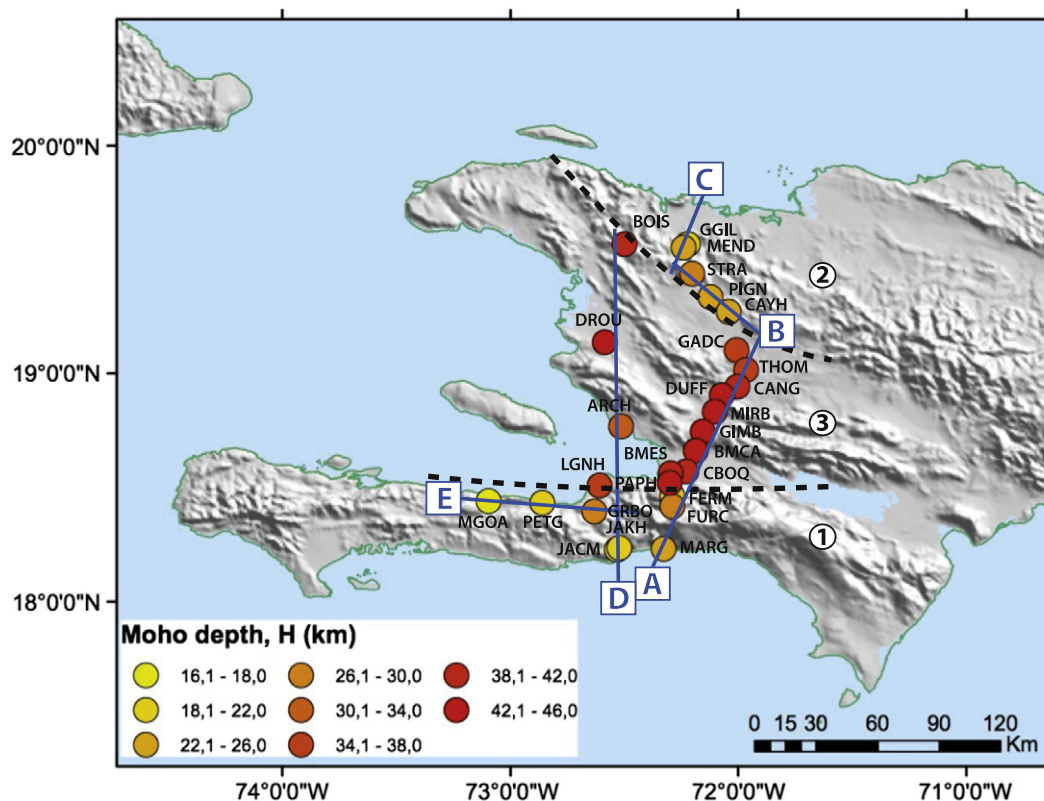 20°0'0"N
19°0'0"N
18°0'0"N
C
BOIS
GGIL
MEND
STRA
②
PIGN
CAYH
DROU
B
GADC
THOM
DUFF
CANG
ARCH
MIRB
③
GIMB
BMES
BMCA
LGNH
PAPH
CBOQ
E
FERM
MGOA
PETG
GRBO
FURC
JAKH
①
JACM
MARG
A
D
Moho depth, H (km)
16,1 - 18,0
26,1 - 30,0
38,1 - 42,0
18,1 - 22,0
30,1 - 34,0
42,1 - 46,0
22,1 - 26,0
34,1 - 38,0
0 15 30 60 90 120
Km
74°0'0"W
73°0'0"W
72°0'0"W
71°0'0"W